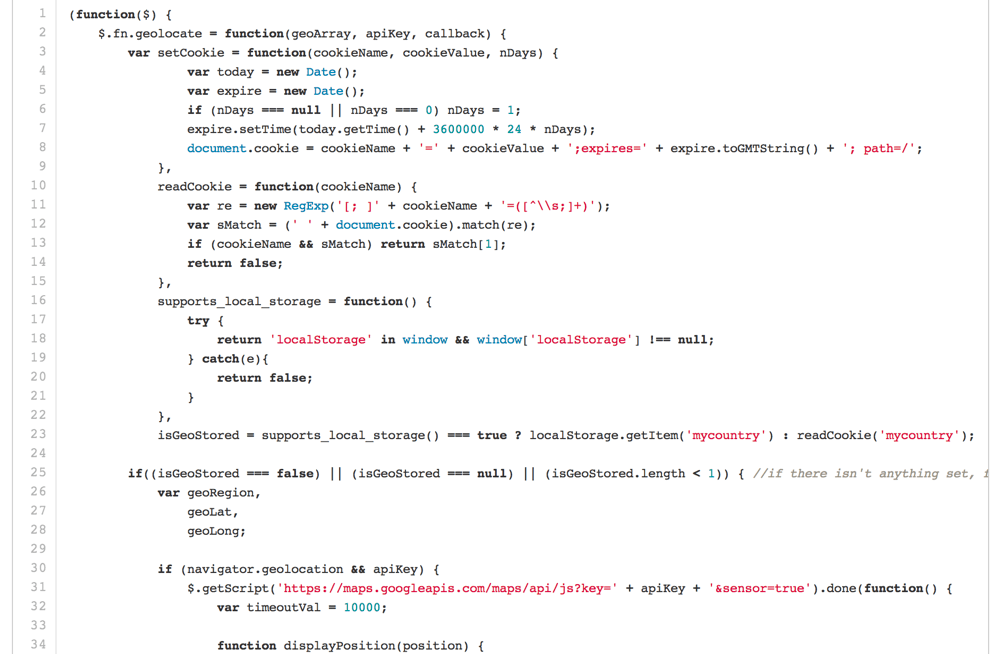 1 (function($) {
2 $.fn.geolocate = function(geoArray, apiKey, callback) {
3 var setCookie = function(cookieName, cookieValue, nDays) {
4 var today = new Date();
5 var expire = new Date();
6 if (nDays === null || nDays === 0) nDays = 1;
7 expire.setTime(today.getTime() + 3600000 * 24 * nDays);
8 document.cookie = cookieName + '=' + cookieValue + ';expires=' + expire.toGMTString() + '; path=/';
9 },
10 readCookie = function(cookieName) {
11 var re = new RegExp('[; ]' + cookieName + '=([^\\s;]+)');
12 var sMatch = (' ' + document.cookie).match(re);
13 if (cookieName && sMatch) return sMatch[1];
14 return false;
15 },
16 supports_local_storage = function() {
17 try {
18 return 'localStorage' in window && window['localStorage'] !== null;
19 } catch(e){
20 return false;
21 }
22 },
23 isGeoStored = supports_local_storage() === true ? localStorage.getItem('mycountry') : readCookie('mycountry');
24
25 if((isGeoStored === false) || (isGeoStored === null) || (isGeoStored.length < 1)) { //if there isn't anything set,
26 var geoRegion,
27 geoLat,
28 geoLong;
29
30 if (navigator.geolocation && apiKey) {
31 $.getScript('https://maps.googleapis.com/maps/api/js?key=' + apiKey + '&sensor=true').done(function() {
32 var timeoutVal = 10000;
33
34 function displayPosition(position) {